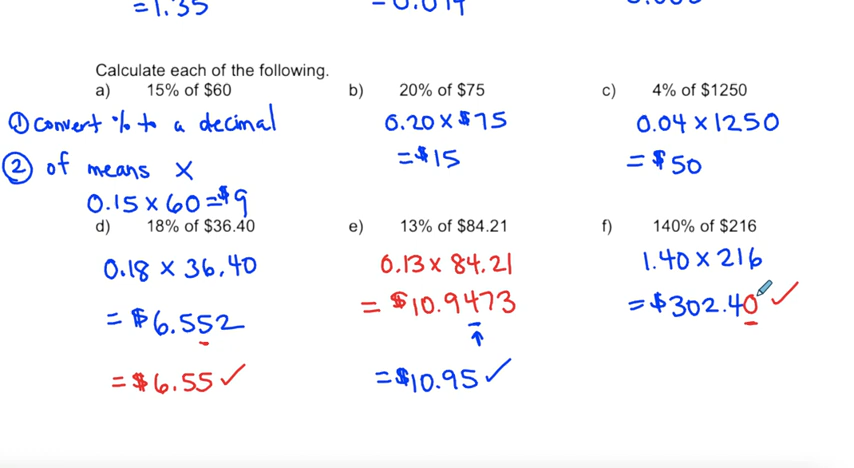 = 1.35
Calculate each of the following.
a) 15% of $60
b) 20% of $75
c) 4% of $1250
① convert % to a decimal
② of means x
0.15 x 60 = $9
0.20 x $75
= $15
0.04 x 1250
= $50
d) 18% of $36.40
e) 13% of $84.21
f) 140% of $216
0.18 x 36.40
= $6.552
= $6.55 ✓
0.13 x 84.21
= $10.9473
= $10.95 ✓
1.40 x 216
= $302.40 ✓